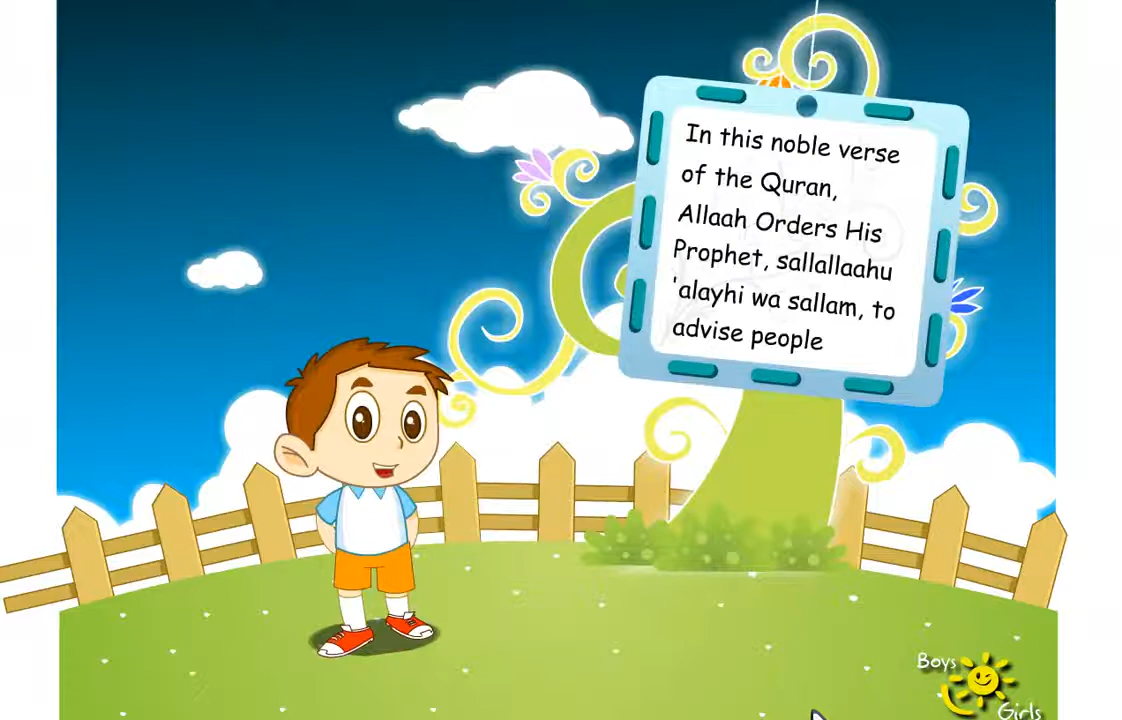 In this noble verse
of the Quran,
Allaah Orders His
Prophet, sallallaahu
'alayhi wa sallam, to
advise people
Boys
Girls